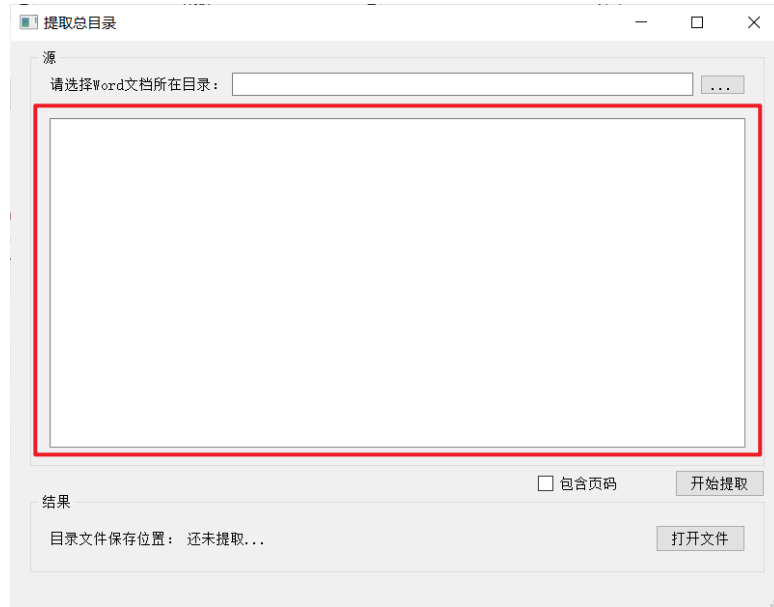 提取总目录
源
请选择Word文档所在目录：
...
包含页码
开始提取
结果
目录文件保存位置： 还未提取...
打开文件